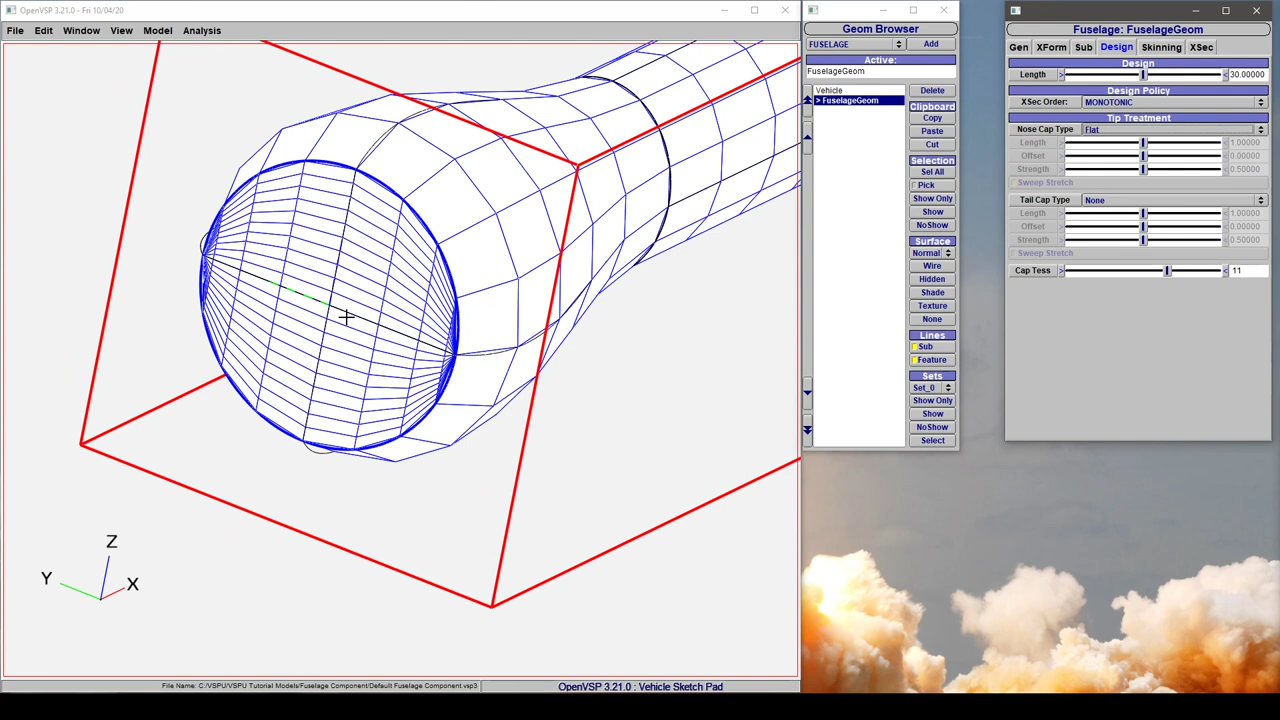 OpenVSP - Fri 10/04/20
File Edit Window View Model Analysis
Z
Y
X
File Name: C:/VSPU/VSPU Tutorial Models/Fuselage Component/Default Fuselage Component.vsp3
OpenVSP 3.21.0 : Vehicle Sketch Pad
Geom Browser
FUSELAGE Add
Active:
FuselageGeom
Vehicle
> FuselageGeom
Delete
Clipboard
Copy
Paste
Cut
Selection
Sel All
Pick
Show Only
Show
NoShow
Surface
Normal
Wire
Hidden
Shade
Texture
None
Lines
Sub
Feature
Sets
Set_0
Show Only
Show
NoShow
Select
Fuselage: FuselageGeom
Gen XForm Sub Design Skinning XSec
Design
Length > < 30.00000
Design Policy
XSec Order: MONOTONIC
Tip Treatment
Nose Cap Type Flat
Length > < 1.00000
Offset > < 0.00000
Strength > < 0.50000
Sweep Stretch
Tail Cap Type None
Length > < 1.00000
Offset > < 0.00000
Strength > < 0.50000
Sweep Stretch
Cap Tess > < 11